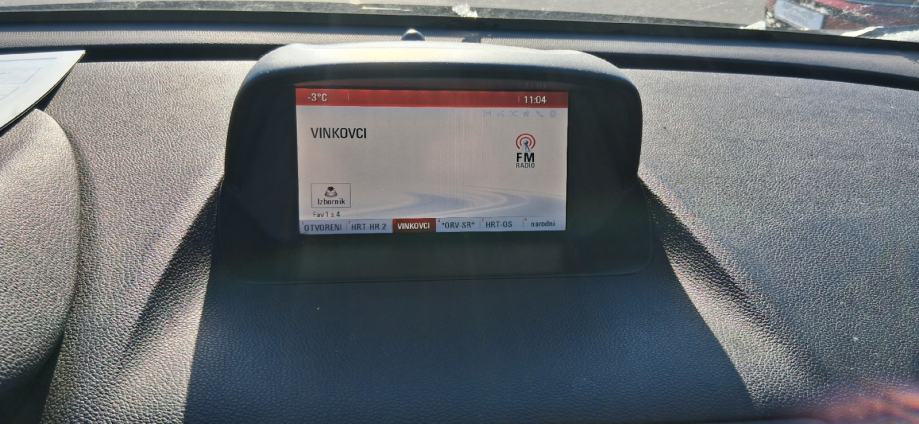 -3°C 11:04
VINKOVCI
FM
RADIO
Izbornik
Fav 1 z 4
OTVORENI HRT-HR 2 VINKOVCI *ORV-SR* HRT-OS narodni